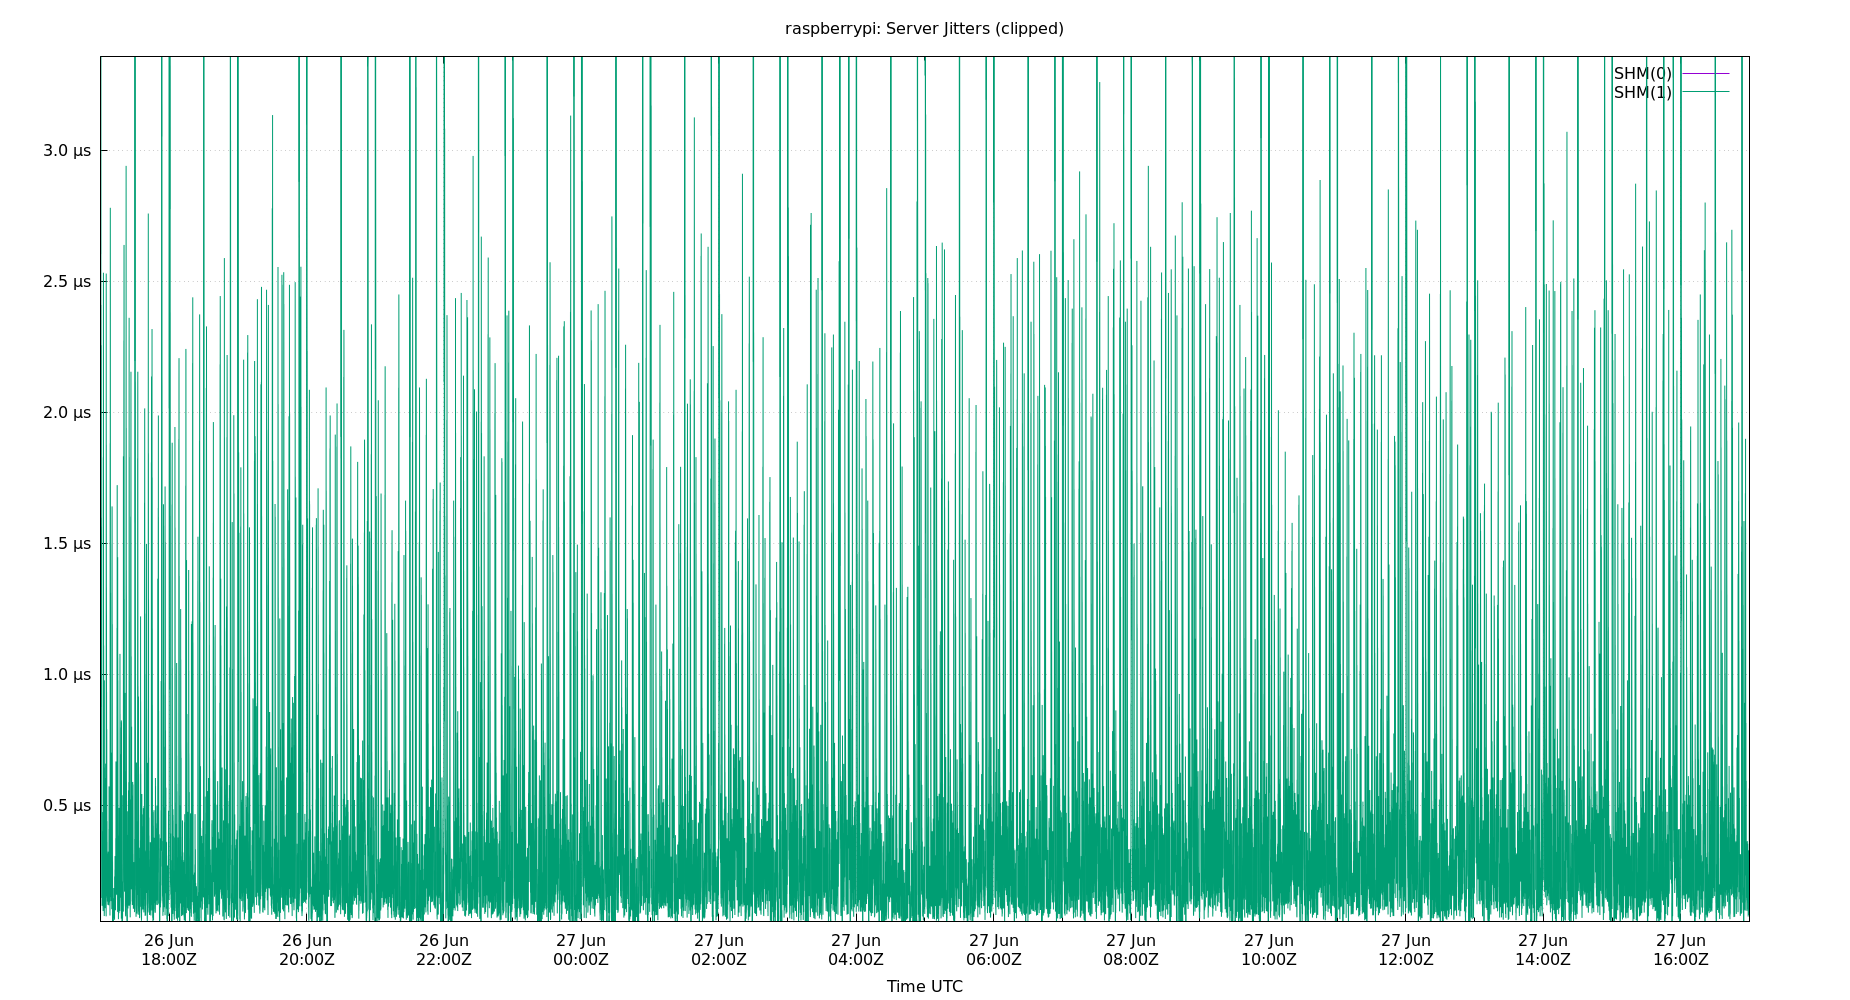 raspberrypi: Server Jitters (clipped)
SHM(0)
SHM(1)
3.0 µs
2.5 µs
2.0 µs
1.5 µs
1.0 µs
0.5 µs
26 Jun 26 Jun 26 Jun 27 Jun 27 Jun 27 Jun 27 Jun 27 Jun 27 Jun 27 Jun 27 Jun 27 Jun
18:00Z 20:00Z 22:00Z 00:00Z 02:00Z 04:00Z 06:00Z 08:00Z 10:00Z 12:00Z 14:00Z 16:00Z
Time UTC